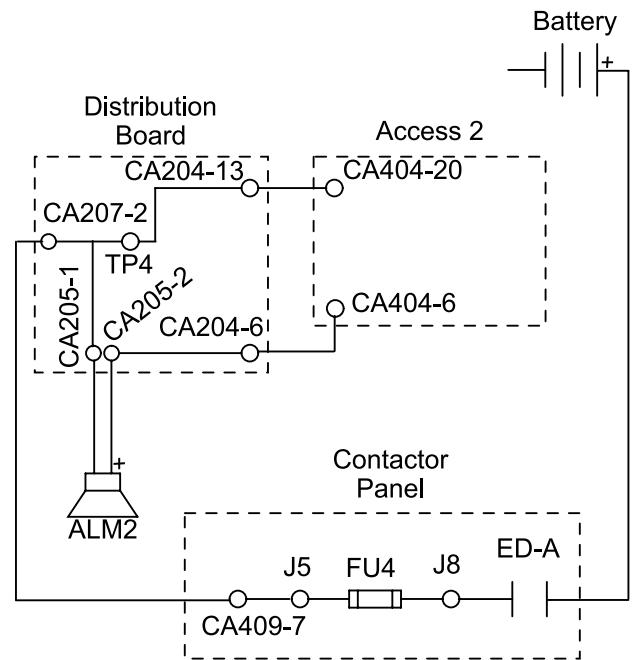 Battery
+
Distribution
Board
Access 2
CA204-13
CA404-20
CA207-2
TP4
CA205-1
CA205-2
CA204-6
CA404-6
+
ALM2
Contactor
Panel
J5
FU4
J8
ED-A
CA409-7